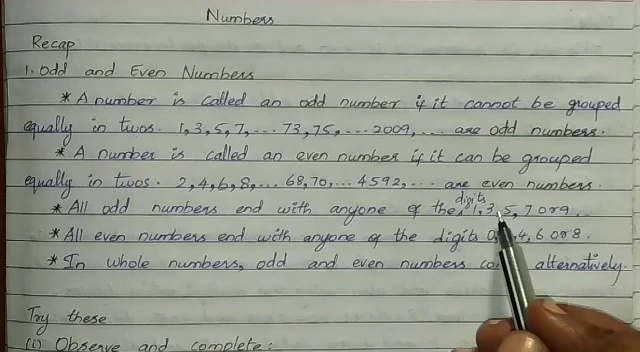 Numbers
Recap
1. Odd and Even Numbers
* A number is called an odd number if it cannot be grouped
equally in twos. 1, 3, 5, 7, ... 73, 75, ... 2009, ... are odd numbers.
* A number is called an even number if it can be grouped
equally in twos. 2, 4, 6, 8, ... 68, 70, ... 4592, ... are even numbers.
* All odd numbers end with anyone of the digits 1, 3, 5, 7 or 9.
* All even numbers end with anyone of the digits 0, 4, 6 or 8.
* In whole numbers, odd and even numbers alternatively.
Try these
(i) Observe and complete: